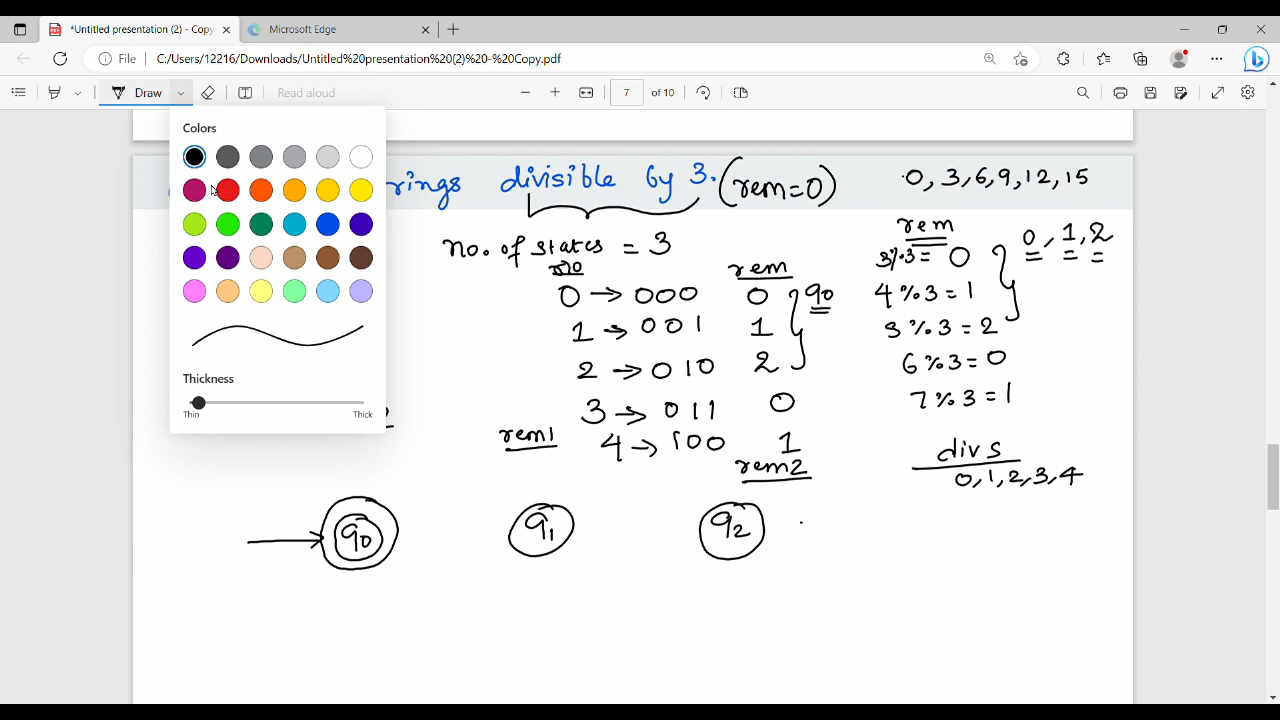 *Untitled presentation (2) - Copy
Microsoft Edge
File
C:/Users/12216/Downloads/Untitled%20presentation%20(2)%20-%20Copy.pdf
Draw
Read aloud
7
of 10
Colors
Thickness
Thin
Thick
rings divisible by 3. (rem=0)
0, 3, 6, 9, 12, 15
No. of states = 3
rem
0 → 000 0
1 → 001 1
2 → 010 2
3 → 011 0
4 → 100 1
q0
rem1
rem2
rem
3%3= 0
4 %3 = 1
5 %3 = 2
6 %3 = 0
7 %3 = 1
0, 1, 2
div 5
0, 1, 2, 3, 4
q0
q1
q2